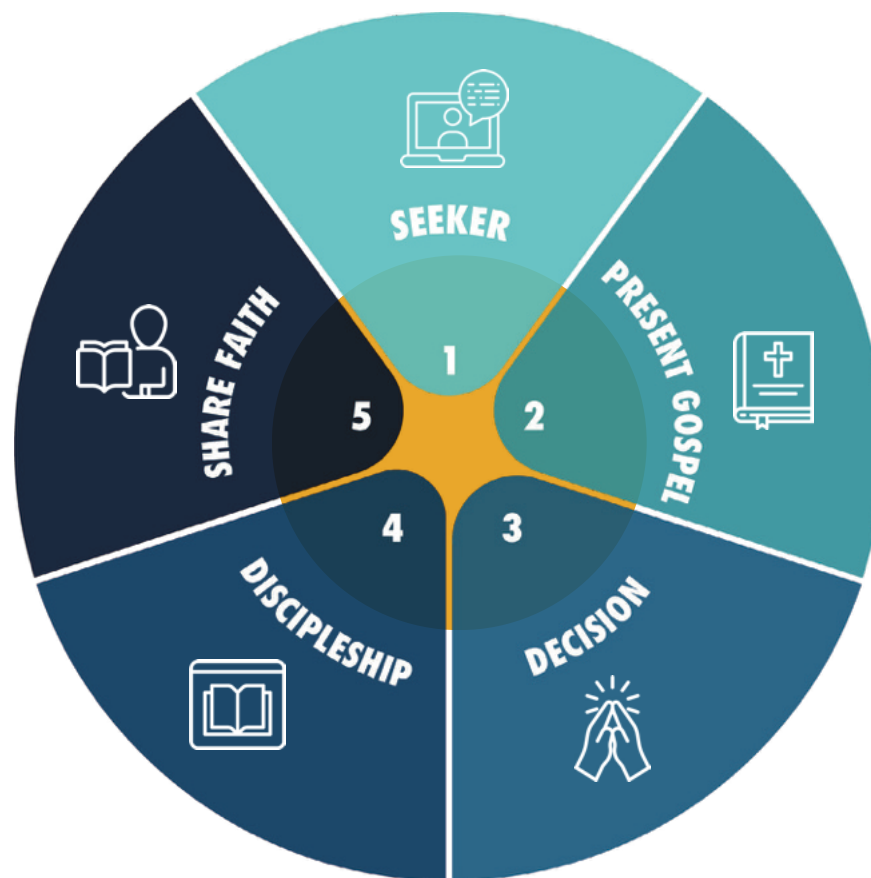 SEEKER
1
PRESENT GOSPEL
2
DECISION
3
DISCIPLESHIP
4
SHARE FAITH
5